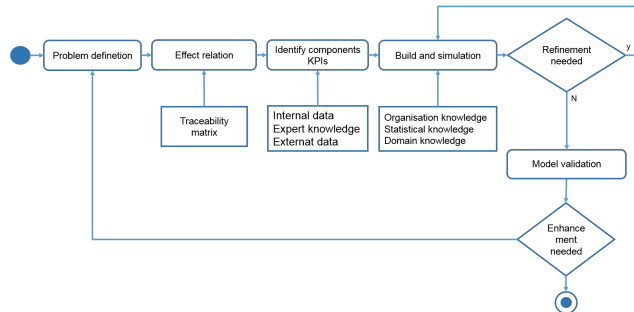 Problem definetion
Effect relation
Identify components
KPIs
Build and simulation
Refinement
needed
y
N
Traceability
matrix
Internal data
Expert knowledge
Externat data
Organisation knowledge
Statistical knowledge
Domain knowledge
Model validation
Enhance
ment
needed